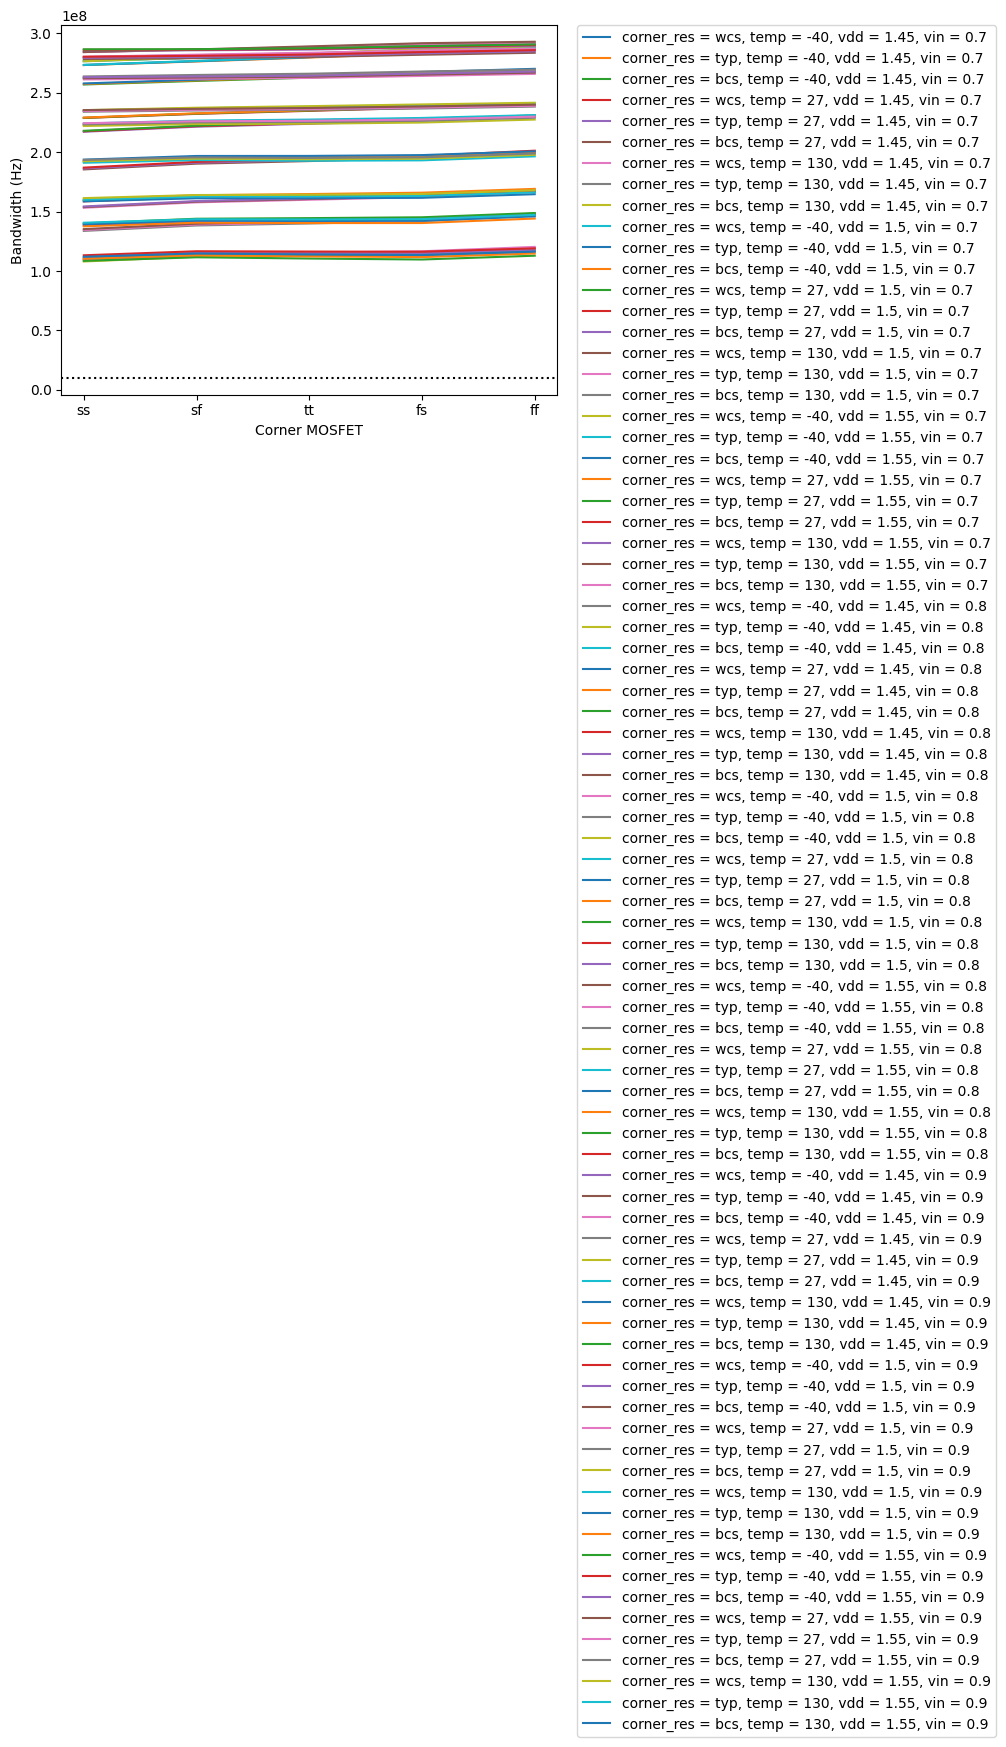 1e8
3.0
2.5
2.0
1.5
1.0
0.5
0.0
Bandwidth (Hz)
ss sf tt fs ff
Corner MOSFET
corner_res = wcs, temp = -40, vdd = 1.45, vin = 0.7
corner_res = typ, temp = -40, vdd = 1.45, vin = 0.7
corner_res = bcs, temp = -40, vdd = 1.45, vin = 0.7
corner_res = wcs, temp = 27, vdd = 1.45, vin = 0.7
corner_res = typ, temp = 27, vdd = 1.45, vin = 0.7
corner_res = bcs, temp = 27, vdd = 1.45, vin = 0.7
corner_res = wcs, temp = 130, vdd = 1.45, vin = 0.7
corner_res = typ, temp = 130, vdd = 1.45, vin = 0.7
corner_res = bcs, temp = 130, vdd = 1.45, vin = 0.7
corner_res = wcs, temp = -40, vdd = 1.5, vin = 0.7
corner_res = typ, temp = -40, vdd = 1.5, vin = 0.7
corner_res = bcs, temp = -40, vdd = 1.5, vin = 0.7
corner_res = wcs, temp = 27, vdd = 1.5, vin = 0.7
corner_res = typ, temp = 27, vdd = 1.5, vin = 0.7
corner_res = bcs, temp = 27, vdd = 1.5, vin = 0.7
corner_res = wcs, temp = 130, vdd = 1.5, vin = 0.7
corner_res = typ, temp = 130, vdd = 1.5, vin = 0.7
corner_res = bcs, temp = 130, vdd = 1.5, vin = 0.7
corner_res = wcs, temp = -40, vdd = 1.55, vin = 0.7
corner_res = typ, temp = -40, vdd = 1.55, vin = 0.7
corner_res = bcs, temp = -40, vdd = 1.55, vin = 0.7
corner_res = wcs, temp = 27, vdd = 1.55, vin = 0.7
corner_res = typ, temp = 27, vdd = 1.55, vin = 0.7
corner_res = bcs, temp = 27, vdd = 1.55, vin = 0.7
corner_res = wcs, temp = 130, vdd = 1.55, vin = 0.7
corner_res = typ, temp = 130, vdd = 1.55, vin = 0.7
corner_res = bcs, temp = 130, vdd = 1.55, vin = 0.7
corner_res = wcs, temp = -40, vdd = 1.45, vin = 0.8
corner_res = typ, temp = -40, vdd = 1.45, vin = 0.8
corner_res = bcs, temp = -40, vdd = 1.45, vin = 0.8
corner_res = wcs, temp = 27, vdd = 1.45, vin = 0.8
corner_res = typ, temp = 27, vdd = 1.45, vin = 0.8
corner_res = bcs, temp = 27, vdd = 1.45, vin = 0.8
corner_res = wcs, temp = 130, vdd = 1.45, vin = 0.8
corner_res = typ, temp = 130, vdd = 1.45, vin = 0.8
corner_res = bcs, temp = 130, vdd = 1.45, vin = 0.8
corner_res = wcs, temp = -40, vdd = 1.5, vin = 0.8
corner_res = typ, temp = -40, vdd = 1.5, vin = 0.8
corner_res = bcs, temp = -40, vdd = 1.5, vin = 0.8
corner_res = wcs, temp = 27, vdd = 1.5, vin = 0.8
corner_res = typ, temp = 27, vdd = 1.5, vin = 0.8
corner_res = bcs, temp = 27, vdd = 1.5, vin = 0.8
corner_res = wcs, temp = 130, vdd = 1.5, vin = 0.8
corner_res = typ, temp = 130, vdd = 1.5, vin = 0.8
corner_res = bcs, temp = 130, vdd = 1.5, vin = 0.8
corner_res = wcs, temp = -40, vdd = 1.55, vin = 0.8
corner_res = typ, temp = -40, vdd = 1.55, vin = 0.8
corner_res = bcs, temp = -40, vdd = 1.55, vin = 0.8
corner_res = wcs, temp = 27, vdd = 1.55, vin = 0.8
corner_res = typ, temp = 27, vdd = 1.55, vin = 0.8
corner_res = bcs, temp = 27, vdd = 1.55, vin = 0.8
corner_res = wcs, temp = 130, vdd = 1.55, vin = 0.8
corner_res = typ, temp = 130, vdd = 1.55, vin = 0.8
corner_res = bcs, temp = 130, vdd = 1.55, vin = 0.8
corner_res = wcs, temp = -40, vdd = 1.45, vin = 0.9
corner_res = typ, temp = -40, vdd = 1.45, vin = 0.9
corner_res = bcs, temp = -40, vdd = 1.45, vin = 0.9
corner_res = wcs, temp = 27, vdd = 1.45, vin = 0.9
corner_res = typ, temp = 27, vdd = 1.45, vin = 0.9
corner_res = bcs, temp = 27, vdd = 1.45, vin = 0.9
corner_res = wcs, temp = 130, vdd = 1.45, vin = 0.9
corner_res = typ, temp = 130, vdd = 1.45, vin = 0.9
corner_res = bcs, temp = 130, vdd = 1.45, vin = 0.9
corner_res = wcs, temp = -40, vdd = 1.5, vin = 0.9
corner_res = typ, temp = -40, vdd = 1.5, vin = 0.9
corner_res = bcs, temp = -40, vdd = 1.5, vin = 0.9
corner_res = wcs, temp = 27, vdd = 1.5, vin = 0.9
corner_res = typ, temp = 27, vdd = 1.5, vin = 0.9
corner_res = bcs, temp = 27, vdd = 1.5, vin = 0.9
corner_res = wcs, temp = 130, vdd = 1.5, vin = 0.9
corner_res = typ, temp = 130, vdd = 1.5, vin = 0.9
corner_res = bcs, temp = 130, vdd = 1.5, vin = 0.9
corner_res = wcs, temp = -40, vdd = 1.55, vin = 0.9
corner_res = typ, temp = -40, vdd = 1.55, vin = 0.9
corner_res = bcs, temp = -40, vdd = 1.55, vin = 0.9
corner_res = wcs, temp = 27, vdd = 1.55, vin = 0.9
corner_res = typ, temp = 27, vdd = 1.55, vin = 0.9
corner_res = bcs, temp = 27, vdd = 1.55, vin = 0.9
corner_res = wcs, temp = 130, vdd = 1.55, vin = 0.9
corner_res = typ, temp = 130, vdd = 1.55, vin = 0.9
corner_res = bcs, temp = 130, vdd = 1.55, vin = 0.9